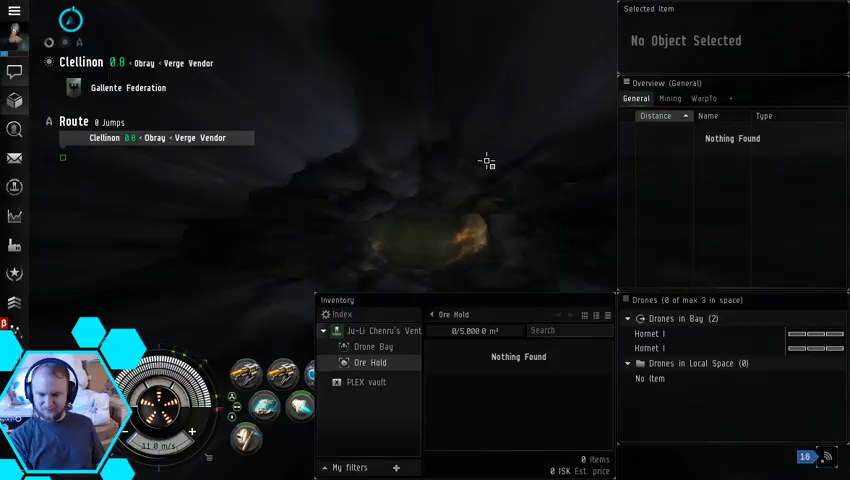 Clellinon 0.8 ‹ Obray ‹ Verge Vendor
Gallente Federation
Route 0 Jumps
Clellinon 0.8 ‹ Obray ‹ Verge Vendor
Selected Item
No Object Selected
Overview (General)
General Mining WarpTo +
Distance Name Type
Nothing Found
Inventory
Index
Ju-Li Chenru's Vent
Drone Bay
Ore Hold
PLEX vault
My filters +
Ore Hold
0/5,000.0 m³ Search
Nothing Found
0 Items
0 ISK Est. price
Drones (0 of max 3 in space)
Drones in Bay (2)
Hornet I
Hornet I
Drones in Local Space (0)
No Item
11.0 m/s
16
β